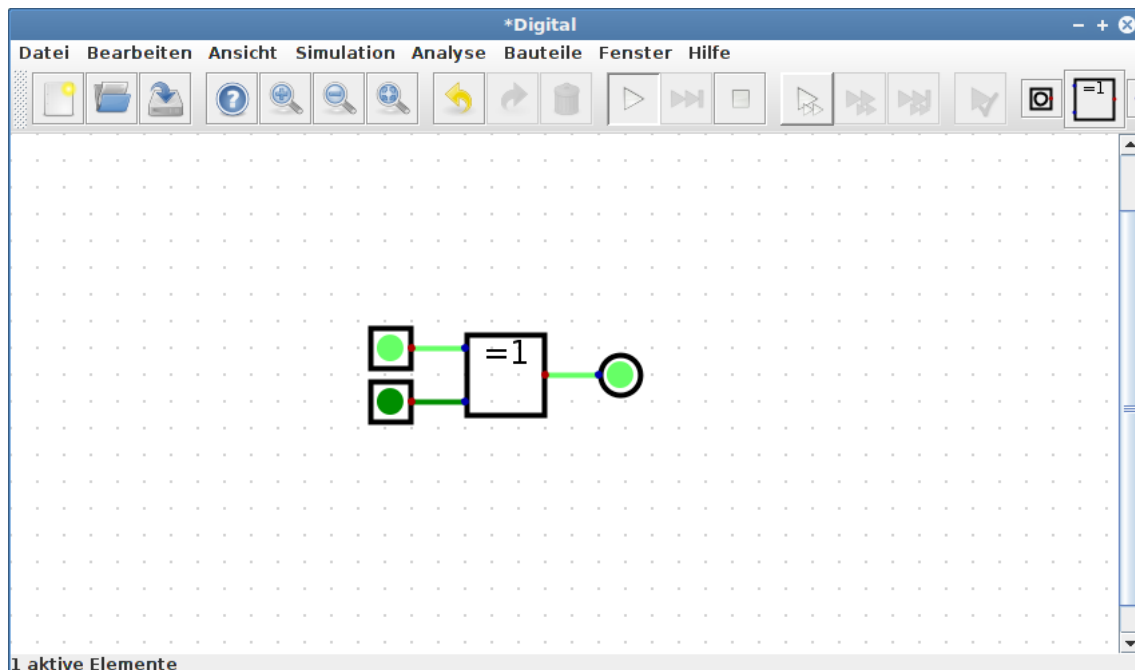 *Digital
Datei Bearbeiten Ansicht Simulation Analyse Bauteile Fenster Hilfe
=1
=1
1 aktive Elemente